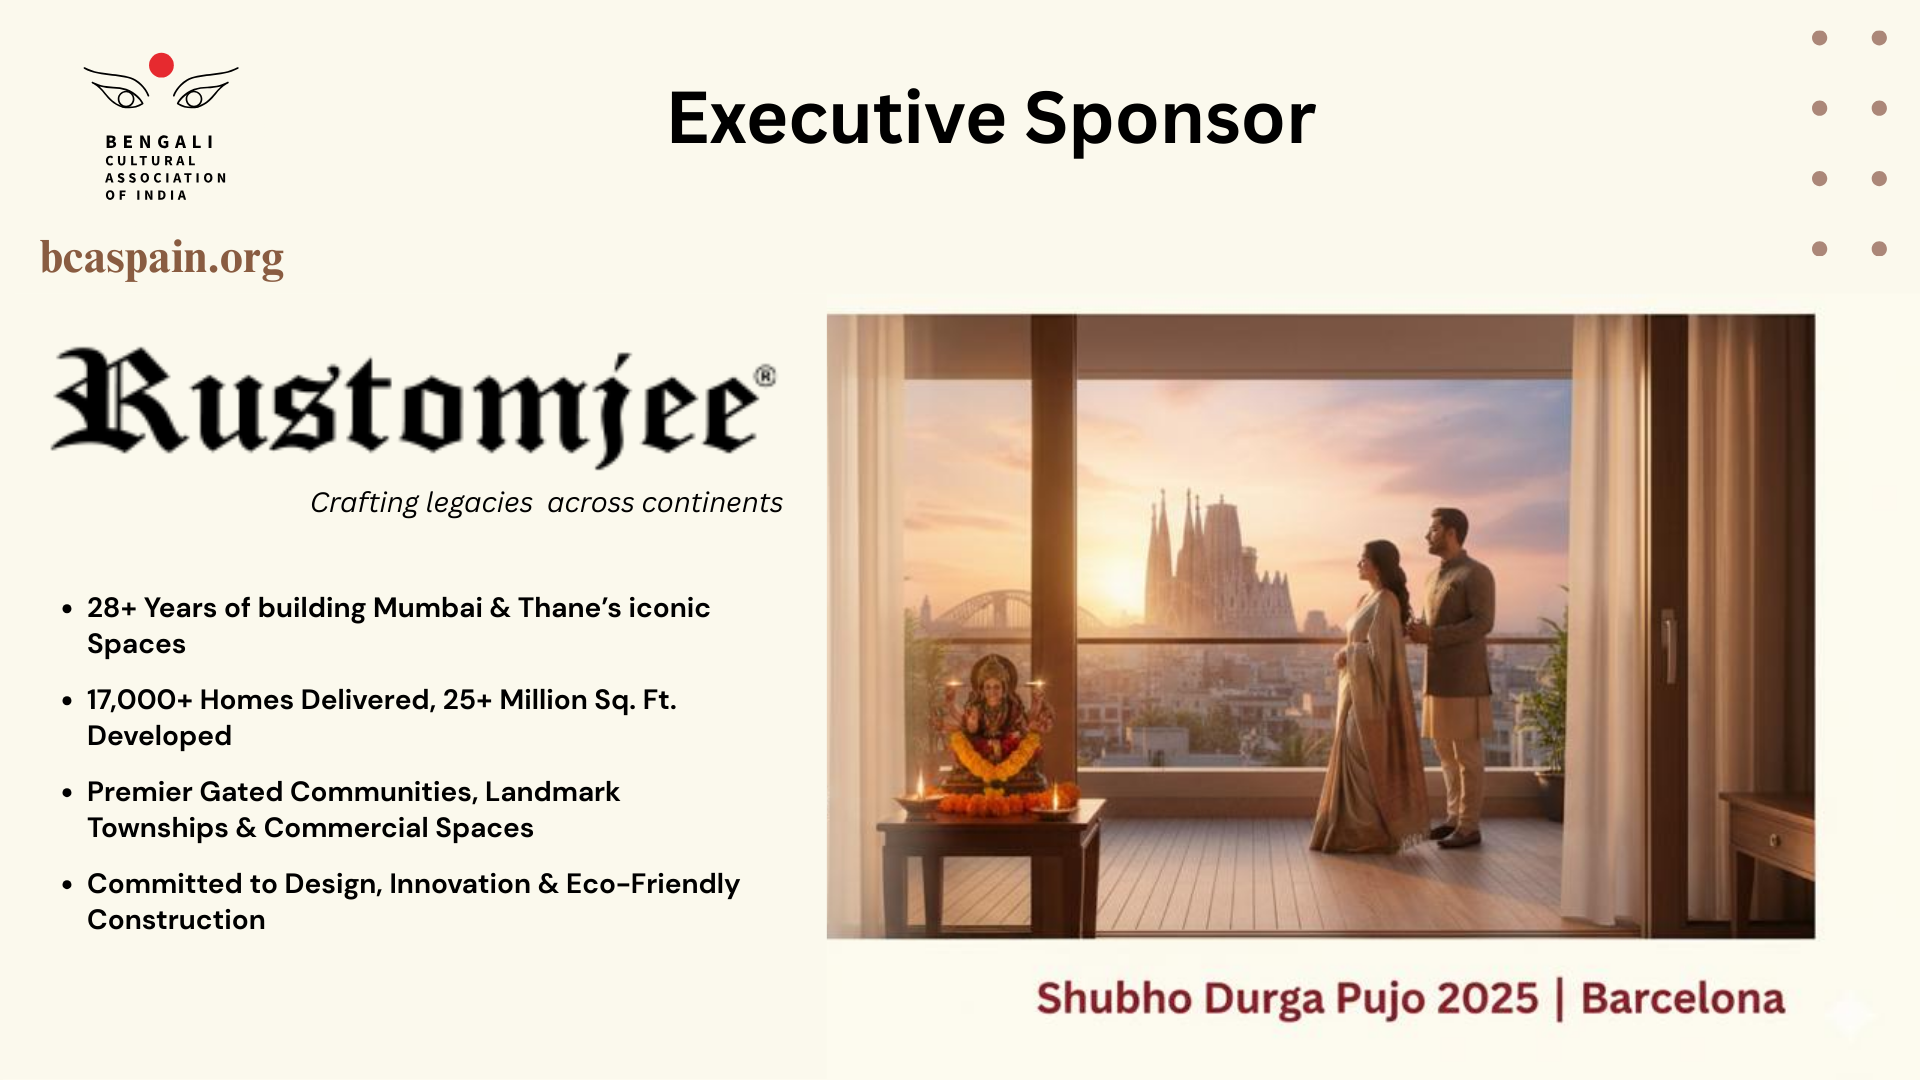 BENGALI
CULTURAL
ASSOCIATION
OF INDIA
Executive Sponsor
bcaspain.org
Rustomjee®
Crafting legacies across continents
• 28+ Years of building Mumbai & Thane’s iconic
Spaces
• 17,000+ Homes Delivered, 25+ Million Sq. Ft.
Developed
• Premier Gated Communities, Landmark
Townships & Commercial Spaces
• Committed to Design, Innovation & Eco-Friendly
Construction
Shubho Durga Pujo 2025 | Barcelona